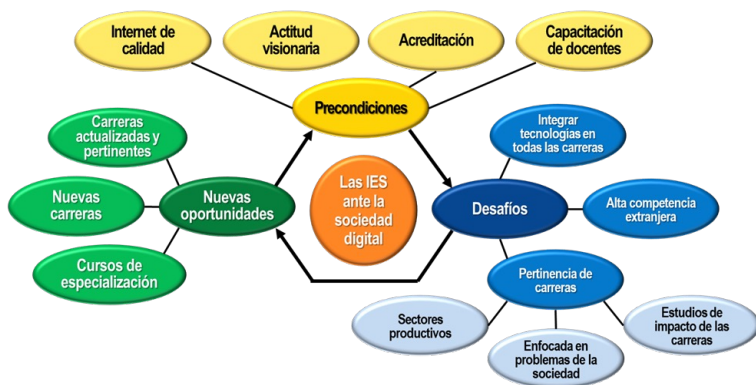 Internet de
calidad
Actitud
visionaria
Acreditación
Capacitación
de docentes
Precondiciones
Carreras
actualizadas y
pertinentes
Nuevas
carreras
Cursos de
especialización
Nuevas
oportunidades
Las IES
ante la
sociedad
digital
Desafíos
Integrar
tecnologías en
todas las carreras
Alta competencia
extranjera
Pertinencia de
carreras
Sectores
productivos
Enfocada en
problemas de la
sociedad
Estudios de
impacto de las
carreras